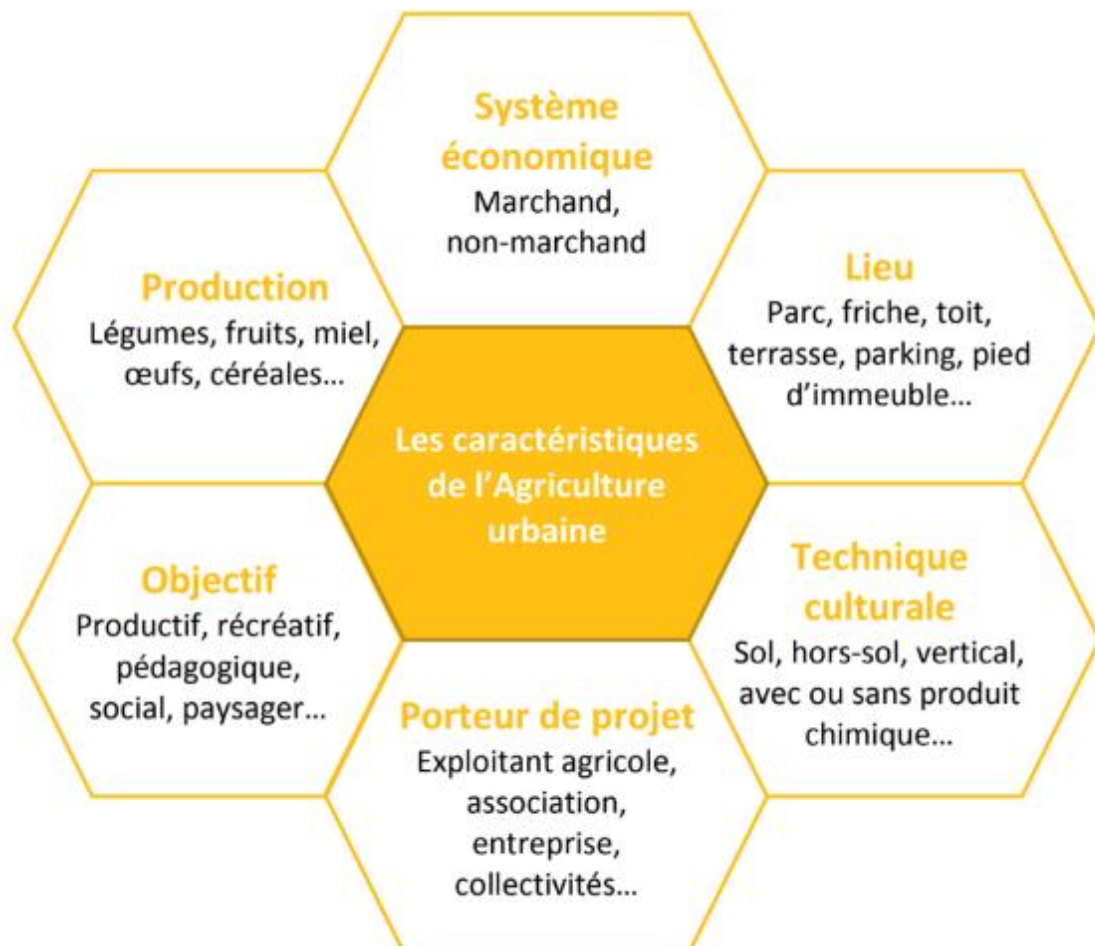 Système
économique
Marchand,
non-marchand
Production
Légumes, fruits, miel,
œufs, céréales…
Lieu
Parc, friche, toit,
terrasse, parking, pied
d’immeuble…
Les caractéristiques
de l’Agriculture
urbaine
Objectif
Productif, récréatif,
pédagogique,
social, paysager…
Technique
culturale
Sol, hors-sol, vertical,
avec ou sans produit
chimique…
Porteur de projet
Exploitant agricole,
association,
entreprise,
collectivités…